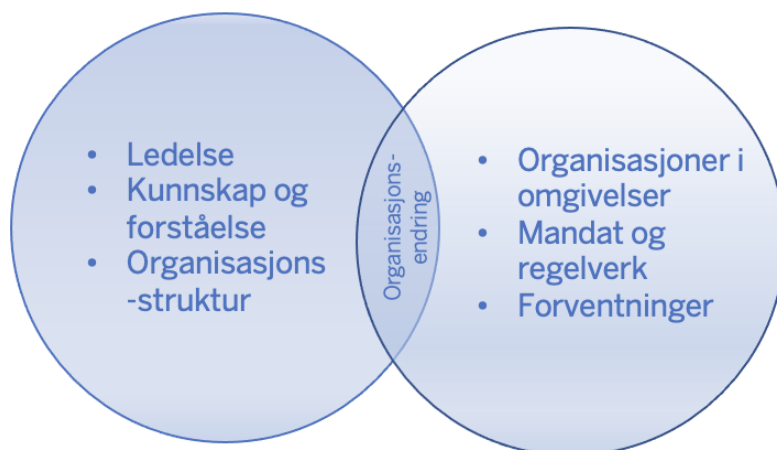 • Ledelse
• Kunnskap og
forståelse
• Organisasjons
-struktur
Organisasjons-
endring
• Organisasjoner i
omgivelser
• Mandat og
regelverk
• Forventninger